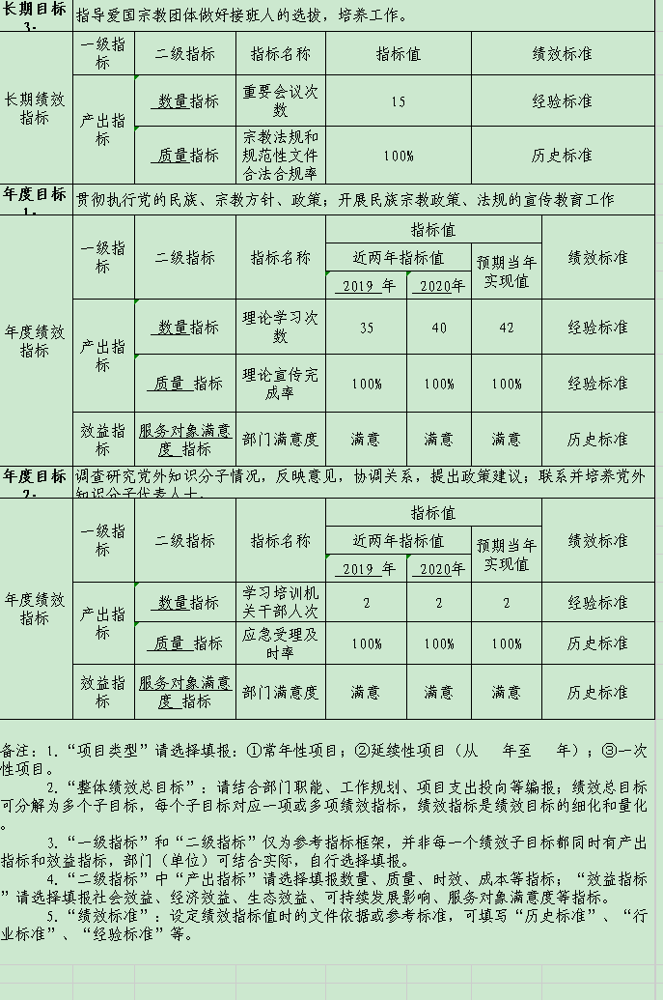 长期目标 指导爱国宗教团体做好接班人的选拔，培养工作。
3：
长期绩效指标
一级指标 二级指标 指标名称 指标值 绩效标准
产出指标 数量指标 重要会议次数 15 经验标准
质量指标 宗教法规和规范性文件合法合规率 100% 历史标准
年度目标 贯彻执行党的民族、宗教方针、政策；开展民族宗教政策、法规的宣传教育工作
1：
年度绩效指标
一级指标 二级指标 指标名称 指标值 绩效标准
近两年指标值 预期当年实现值
2019 年 2020年
产出指标 数量指标 理论学习次数 35 40 42 经验标准
质量 指标 理论宣传完成率 100% 100% 100% 经验标准
效益指标 服务对象满意度 指标 部门满意度 满意 满意 满意 历史标准
年度目标 调查研究党外知识分子情况，反映意见，协调关系，提出政策建议；联系并培养党外
2： 知识分子代表人士。
年度绩效指标
一级指标 二级指标 指标名称 指标值 绩效标准
近两年指标值 预期当年实现值
2019 年 2020年
产出指标 数量指标 学习培训机关干部人次 2 2 2 经验标准
质量 指标 应急受理及时率 100% 100% 100% 历史标准
效益指标 服务对象满意度 指标 部门满意度 满意 满意 满意 历史标准
备注：1.“项目类型”请选择填报：①常年性项目；②延续性项目（从 年至 年）；③一次
性项目。
2.“整体绩效总目标”：请结合部门职能、工作规划、项目支出投向等编报；绩效总目标
可分解为多个子目标，每个子目标对应一项或多项绩效指标，绩效指标是绩效目标的细化和量化
。
3.“一级指标”和“二级指标”仅为参考指标框架，并非每一个绩效子目标都同时有产出
指标和效益指标，部门（单位）可结合实际，自行选择填报。
4.“二级指标”中“产出指标”请选择填报数量、质量、时效、成本等指标；“效益指标
”请选择填报社会效益、经济效益、生态效益、可持续发展影响、服务对象满意度等指标。
5.“绩效标准”：设定绩效指标值时的文件依据或参考标准，可填写“历史标准”、“行
业标准”、“经验标准”等。